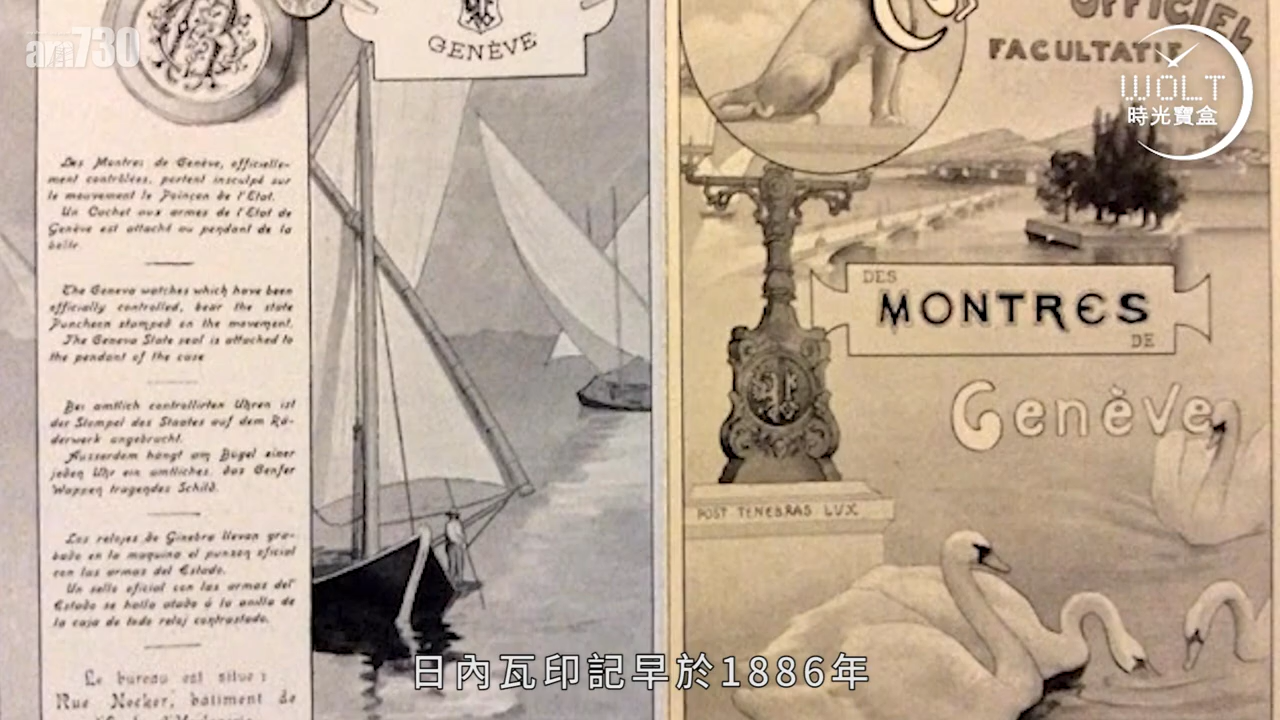 am730
GENÈVE
Les Montres de Genève, officielle-
ment contrôlées, portent insculpé sur
le mouvement le Poinçon de l'Etat.
Un Cachet aux armes de l'Etat de
Genève est attaché au pendant de la
boîte.
The Geneva watches which have been
officially controlled, bear the state
Puncheon stamped on the movement.
The Geneva State seal is attached to
the pendant of the case
Bei amtlich controllirten Uhren ist
der Stempel des Staates auf dem Rä-
derwerk angebracht.
Ausserdem hängt am Bügel einer
jeden Uhr ein amtliches, das Genfer
Wappen tragendes Schild.
Los relojes de Ginebra llevan gra-
bado en la maquina el punzon oficial
con las armas del Estado.
Un sello oficial con las armas del
Estado se halla atado á la anilla de
la caja de todo reloj contrastado.
Le bureau est situé:
Rue Necker, bâtiment de
OFFICIEL
FACULTATIF
WOLT
時光寶盒
DES
MONTRES
DE
Genève
POST TENEBRAS LUX
日內瓦印記早於1886年